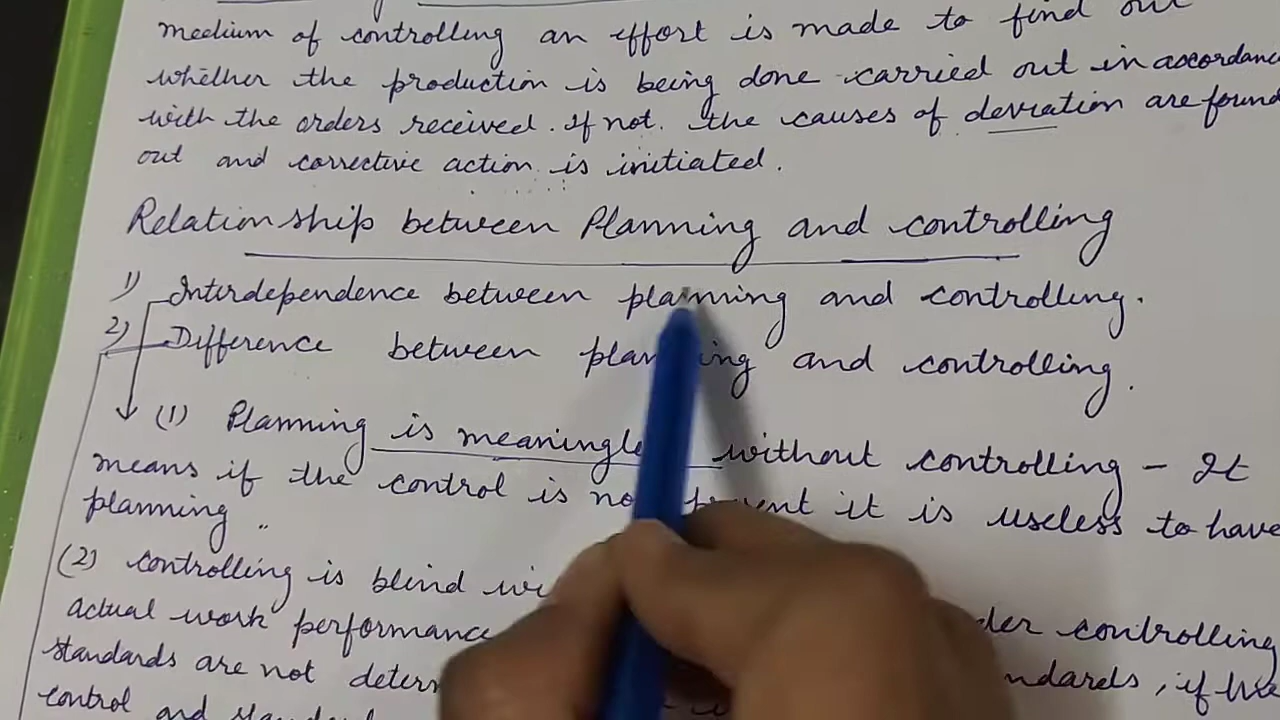 medium of controlling an effort is made to find out
whether the production is being done carried out in accordance
with the orders received. If not. the causes of deviation are found
out and corrective action is initiated.
Relationship between Planning and controlling
1) Interdependence between planning and controlling.
2) Difference between planning and controlling.
(1) Planning is meaningle without controlling - It
means if the control is no it is useless to have
planning
(2) controlling is blind
actual work performance controlling
standards are not ndards, if the
control and